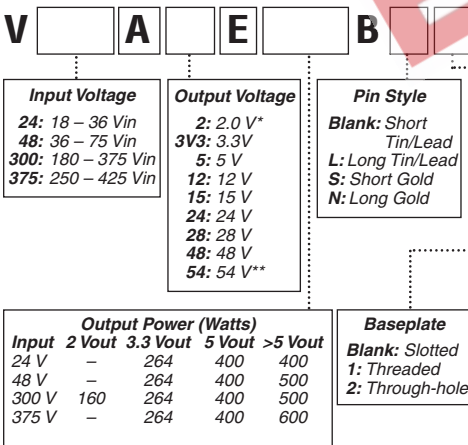 V A E B
Input Voltage
24: 18 – 36 Vin
48: 36 – 75 Vin
300: 180 – 375 Vin
375: 250 – 425 Vin
Output Voltage
2: 2.0 V*
3V3: 3.3V
5: 5 V
12: 12 V
15: 15 V
24: 24 V
28: 28 V
48: 48 V
54: 54 V**
Pin Style
Blank: Short
Tin/Lead
L: Long Tin/Lead
S: Short Gold
N: Long Gold
Output Power (Watts)
Input 2 Vout 3.3 Vout 5 Vout >5 Vout
24 V – 264 400 400
48 V – 264 400 500
300 V 160 264 400 500
375 V – 264 400 600
Baseplate
Blank: Slotted
1: Threaded
2: Through-hole